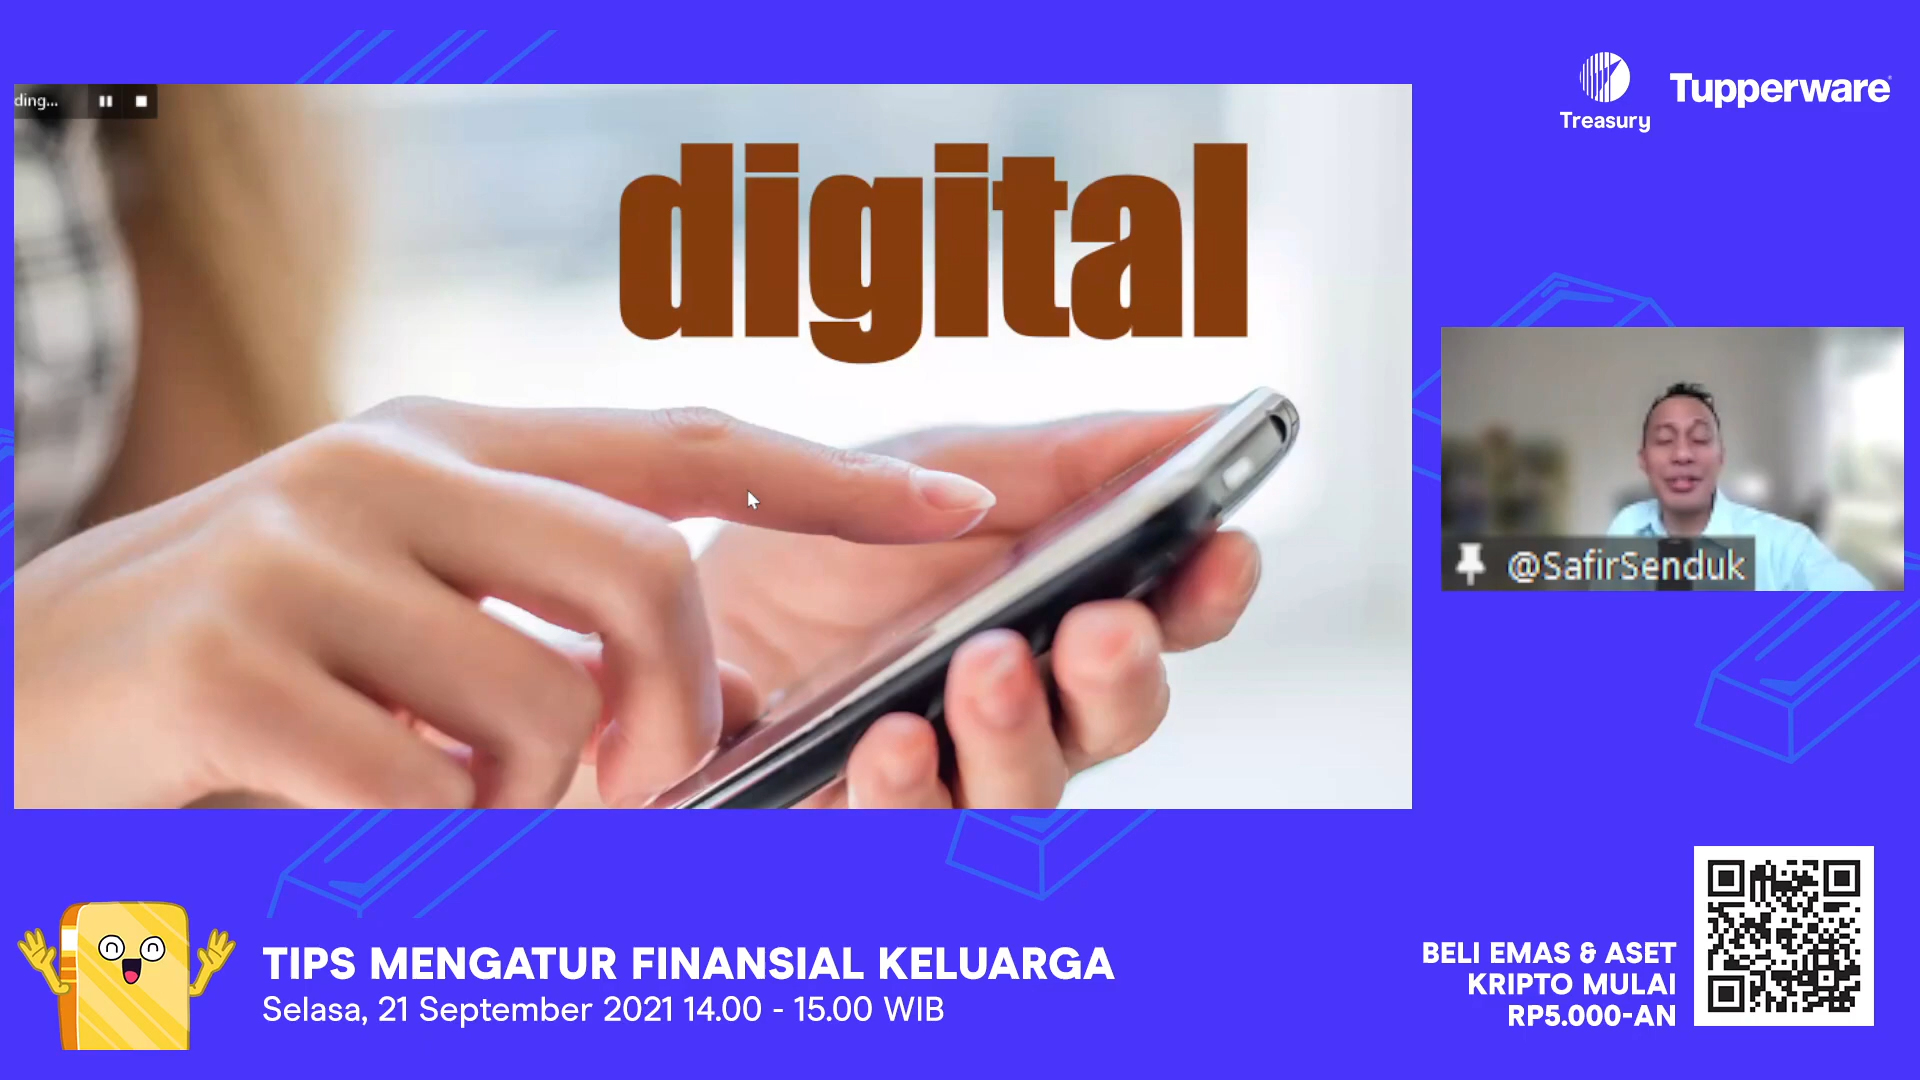 ding...
digital
Treasury
Tupperware
@SafirSenduk
TIPS MENGATUR FINANSIAL KELUARGA
Selasa, 21 September 2021 14.00 - 15.00 WIB
BELI EMAS & ASET
KRIPTO MULAI
RP5.000-AN